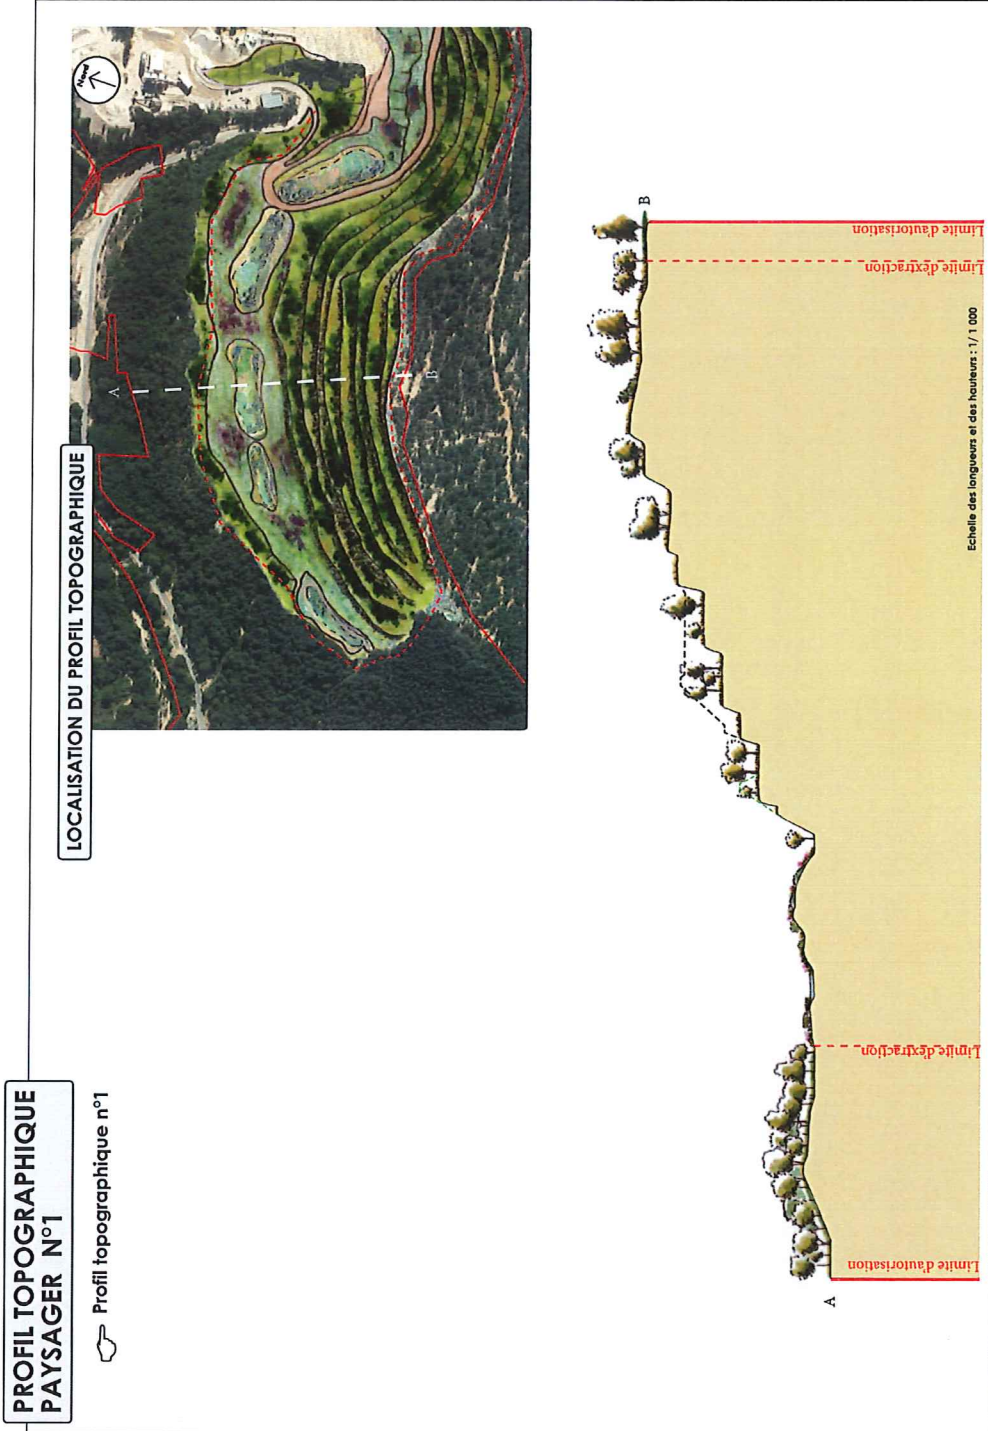 PROFIL TOPOGRAPHIQUE
PAYSAGER N°1
Profil topographique n°1
LOCALISATION DU PROFIL TOPOGRAPHIQUE
Nord
A
B
A
B
Limite d'autorisation
Limite d'extraction
Limite d'extraction
Limite d'autorisation
Echelle des longueurs et des hauteurs : 1/ 1 000